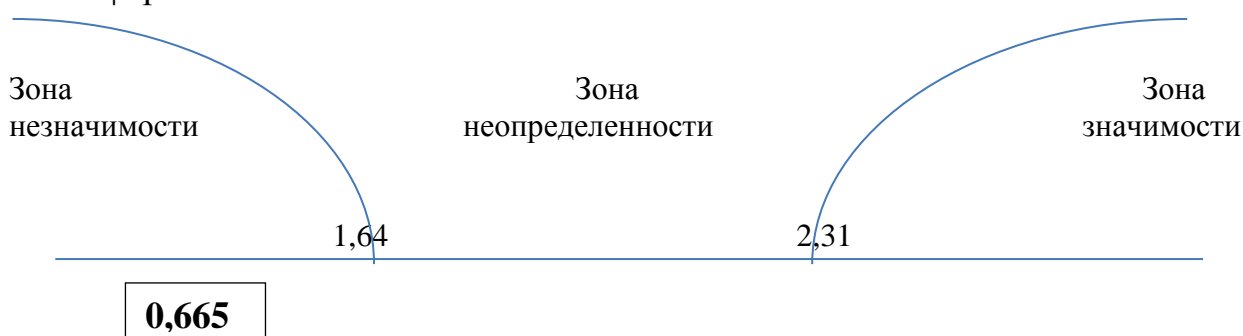 Зона
незначимости
Зона
неопределенности
Зона
значимости
1,64
2,31
0,665